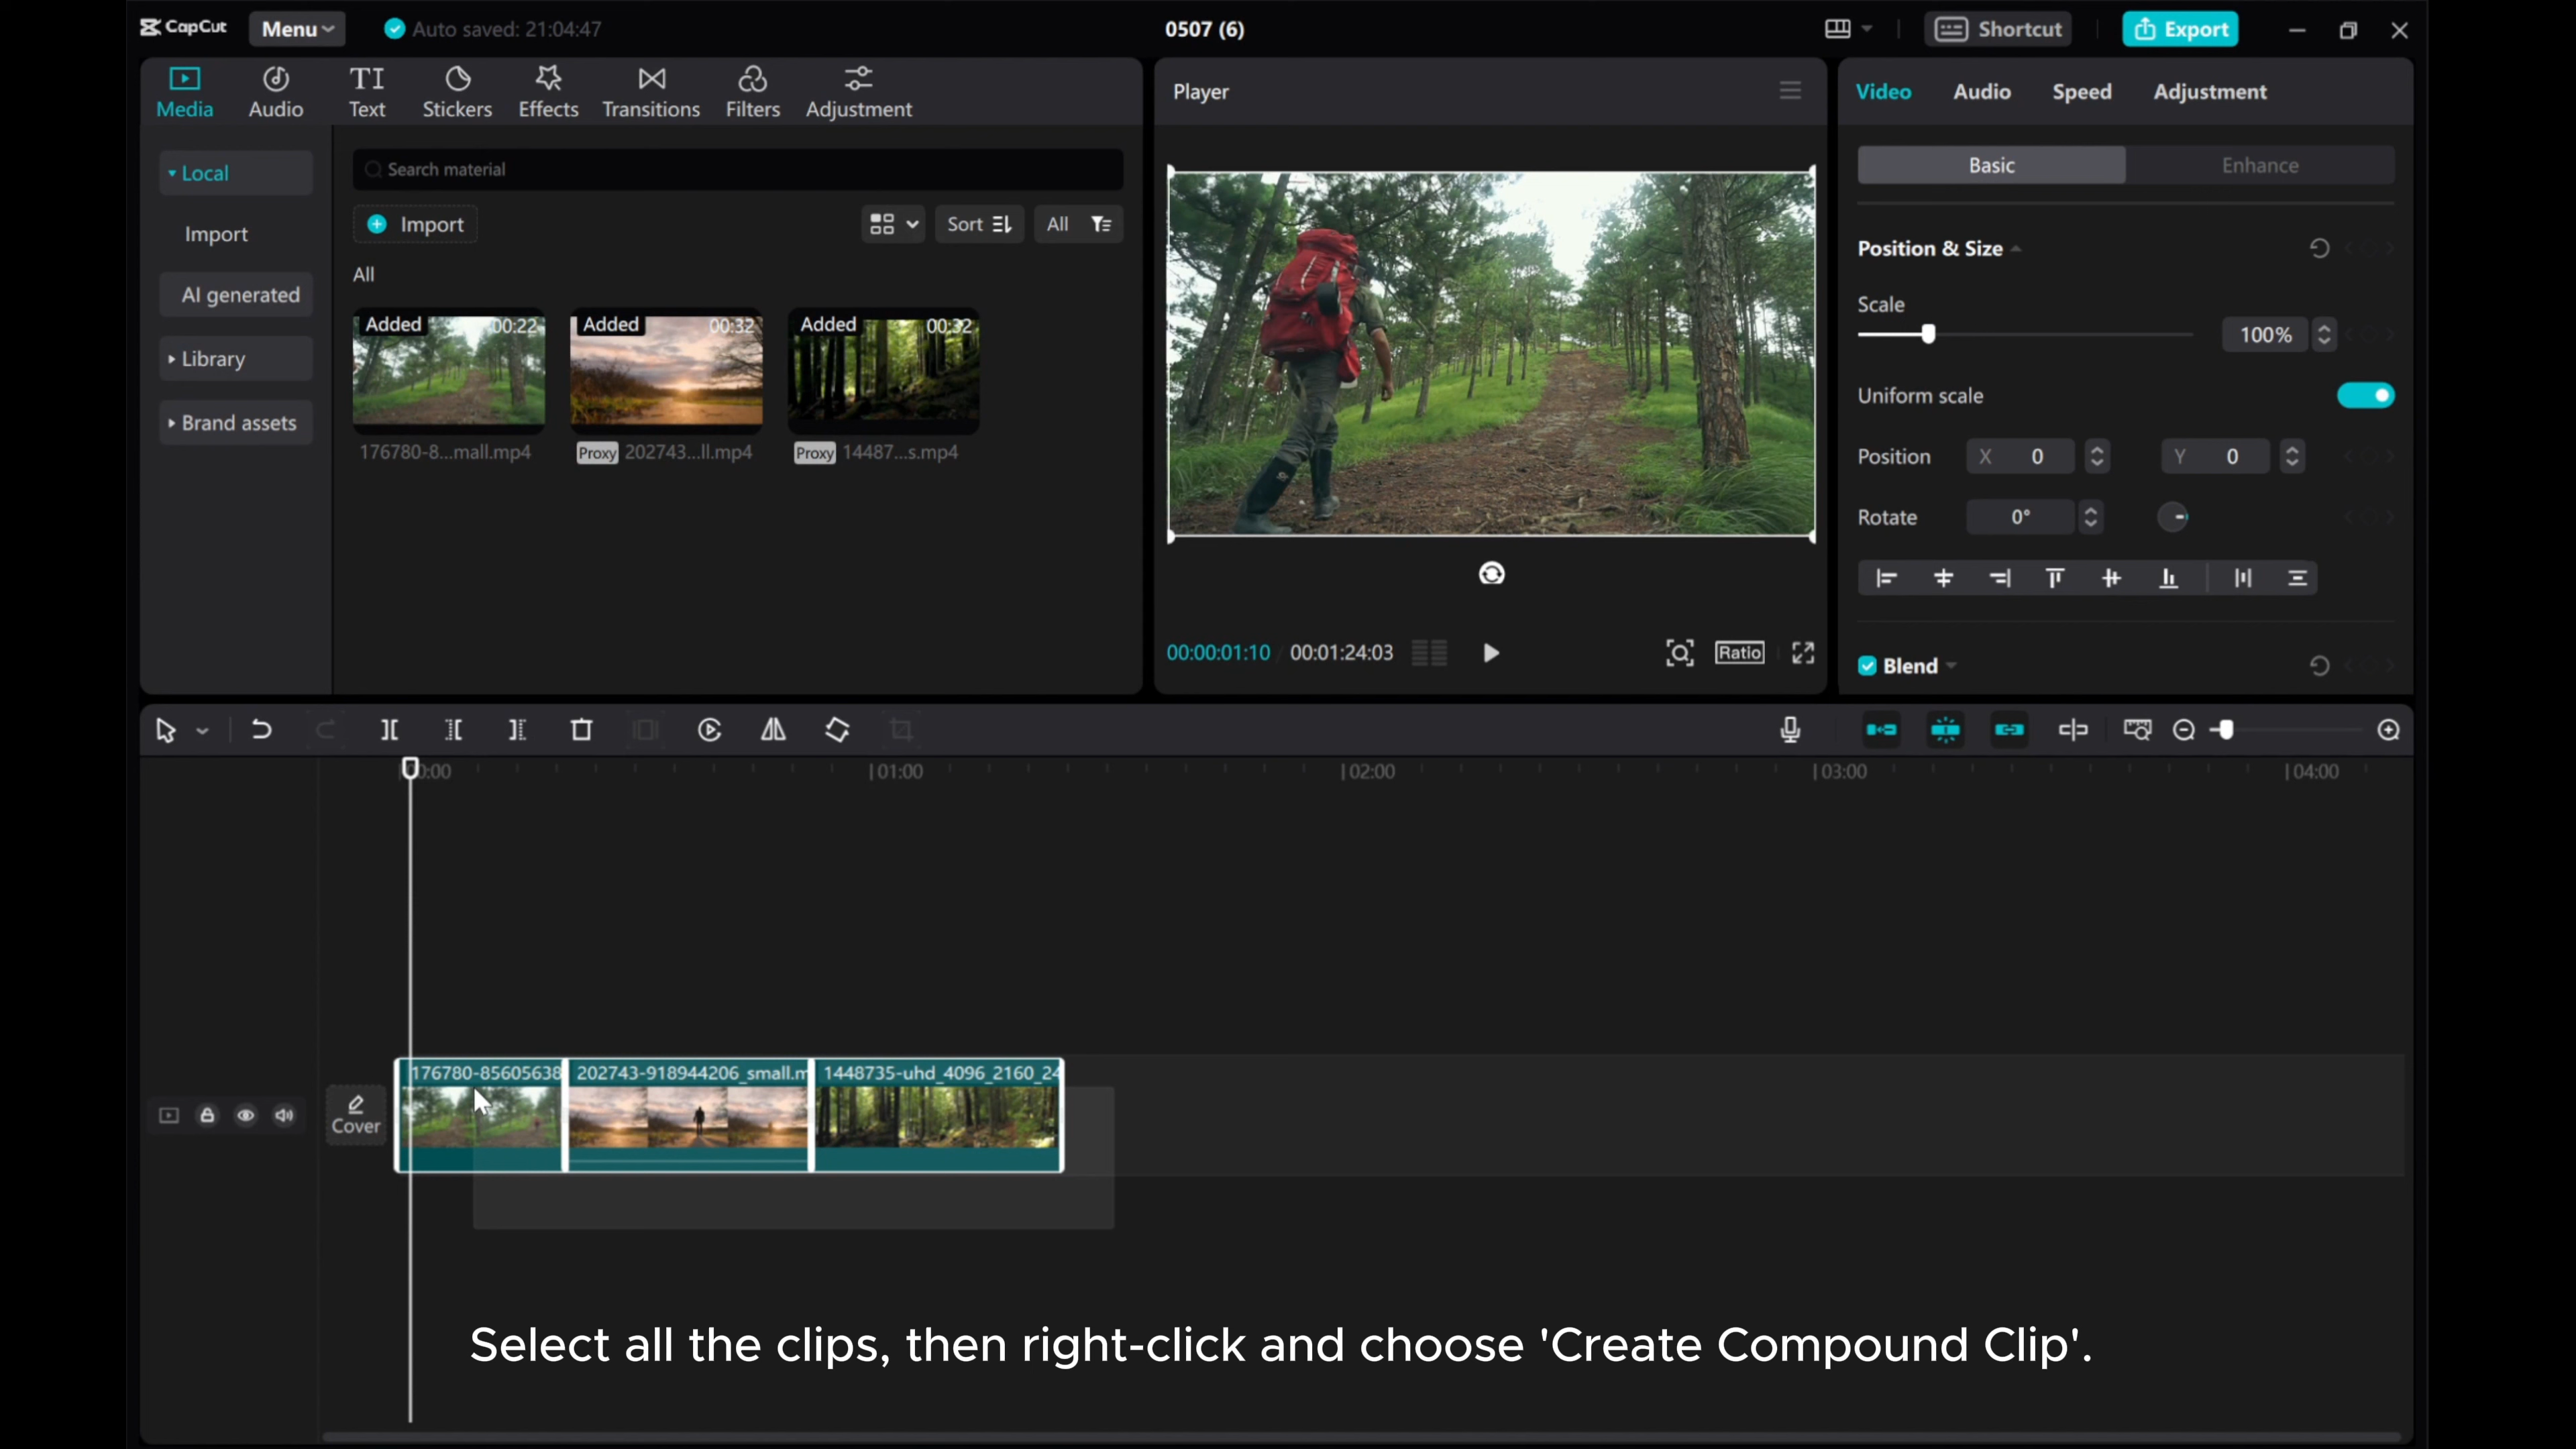 CapCut
Menu
Auto saved: 21:04:47
0507 (6)
Shortcut
Export
Media
Audio
Text
Stickers
Effects
Transitions
Filters
Adjustment
Local
Import
AI generated
Library
Brand assets
Search material
Import
Sort
All
All
Added 00:22
Added 00:32
Added 00:32
176780-8...mall.mp4
Proxy 202743...ll.mp4
Proxy 14487...s.mp4
Player
00:00:01:10 00:01:24:03
Ratio
Video
Audio
Speed
Adjustment
Basic
Enhance
Position & Size
Scale
100%
Uniform scale
Position X 0 Y 0
Rotate 0°
Blend
01:00
02:00
03:00
04:00
Cover
176780-85605638
202743-918944206_small.m
1448735-uhd_4096_2160_24
Select all the clips, then right-click and choose 'Create Compound Clip'.